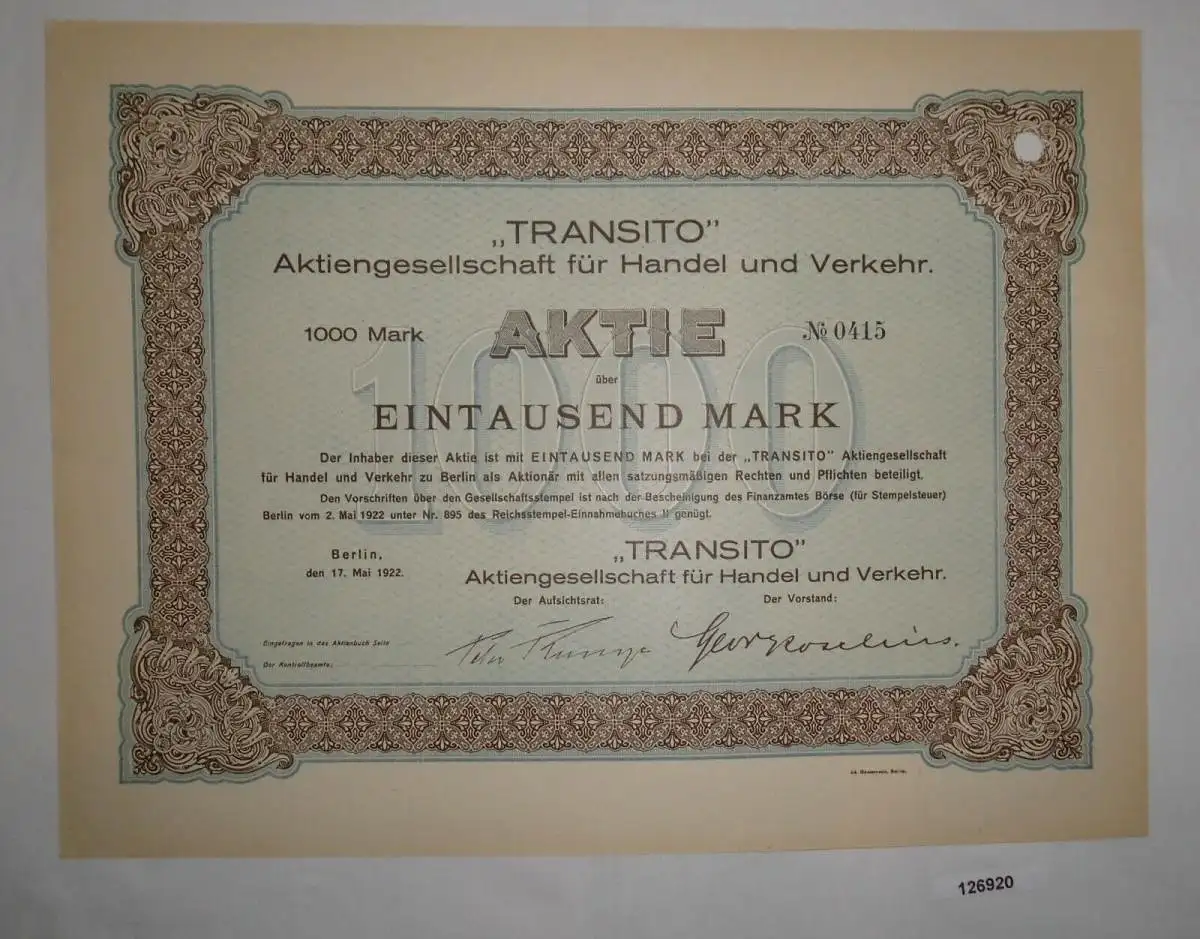 „TRANSITO”
Aktiengesellschaft für Handel und Verkehr.
1000 Mark AKTIE № 0415
1000
über
EINTAUSEND MARK
Der Inhaber dieser Aktie ist mit EINTAUSEND MARK bei der „TRANSITO” Aktiengesellschaft
für Handel und Verkehr zu Berlin als Aktionär mit allen satzungsmäßigen Rechten und Pflichten beteiligt.
Den Vorschriften über den Gesellschaftsstempel ist nach der Bescheinigung des Finanzamtes Börse (für Stempelsteuer)
Berlin vom 2. Mai 1922 unter Nr. 895 des Reichsstempel-Einnahmebuches II genügt.
Berlin,
den 17. Mai 1922.
„TRANSITO”
Aktiengesellschaft für Handel und Verkehr.
Der Aufsichtsrat: Der Vorstand:
Eingetragen in das Aktienbuch Seite
Der Kontrollbeamte:
Peter Georg
Berlin.
126920